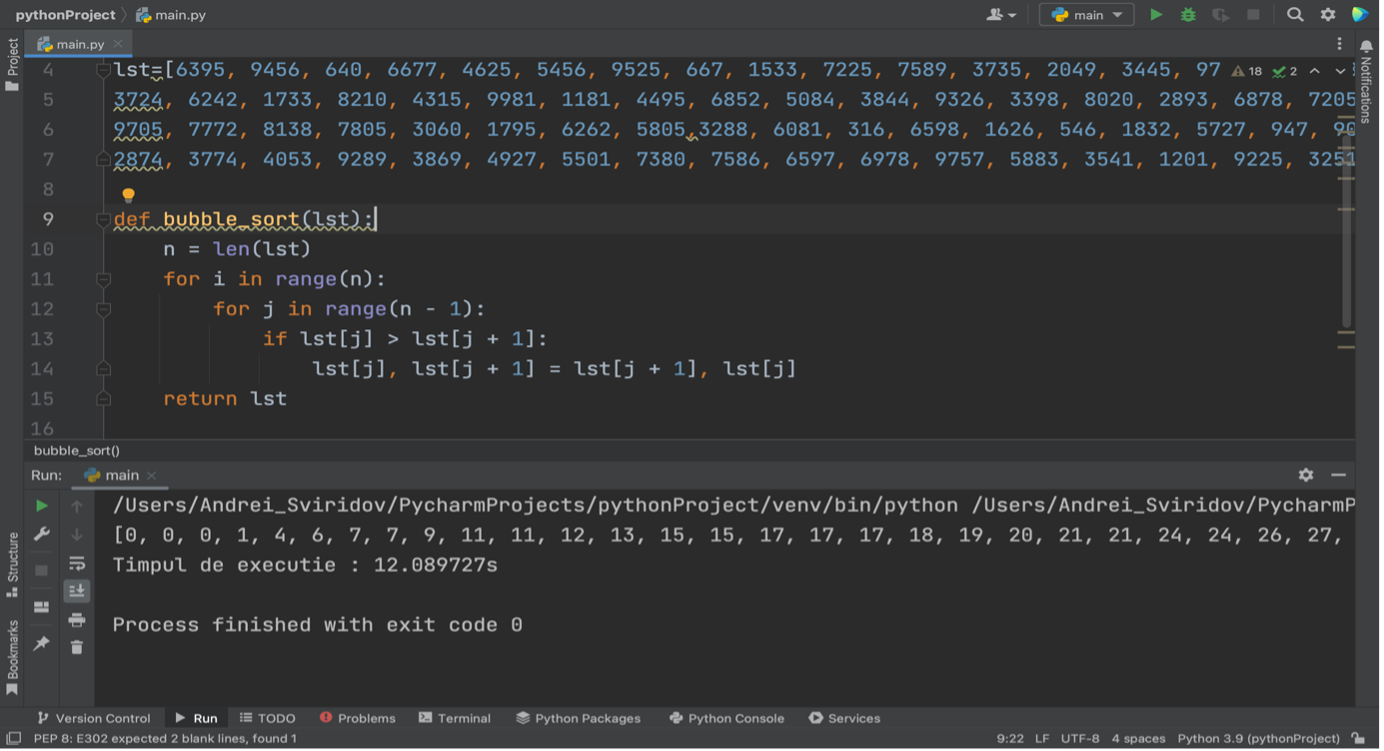 pythonProject main.py
main
main.py
Project
Notifications
4 lst=[6395, 9456, 640, 6677, 4625, 5456, 9525, 667, 1533, 7225, 7589, 3735, 2049, 3445, 97 18 2
5 3724, 6242, 1733, 8210, 4315, 9981, 1181, 4495, 6852, 5084, 3844, 9326, 3398, 8020, 2893, 6878, 7205
6 9705, 7772, 8138, 7805, 3060, 1795, 6262, 5805,3288, 6081, 316, 6598, 1626, 546, 1832, 5727, 947, 90
7 2874, 3774, 4053, 9289, 3869, 4927, 5501, 7380, 7586, 6597, 6978, 9757, 5883, 3541, 1201, 9225, 3251
8
9 def bubble_sort(lst):
10 n = len(lst)
11 for i in range(n):
12 for j in range(n - 1):
13 if lst[j] > lst[j + 1]:
14 lst[j], lst[j + 1] = lst[j + 1], lst[j]
15 return lst
16
bubble_sort()
Run: main
/Users/Andrei_Sviridov/PycharmProjects/pythonProject/venv/bin/python /Users/Andrei_Sviridov/PycharmP
[0, 0, 0, 1, 4, 6, 7, 7, 9, 11, 11, 12, 13, 15, 15, 17, 17, 17, 18, 19, 20, 21, 21, 24, 24, 26, 27,
Timpul de executie : 12.089727s
Process finished with exit code 0
Structure
Bookmarks
Version Control Run TODO Problems Terminal Python Packages Python Console Services
PEP 8: E302 expected 2 blank lines, found 1 9:22 LF UTF-8 4 spaces Python 3.9 (pythonProject)